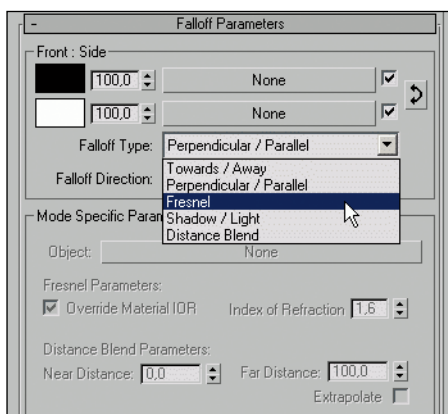 - Falloff Parameters
Front : Side
100,0 None
100,0 None
Falloff Type: Perpendicular / Parallel
Towards / Away
Perpendicular / Parallel
Falloff Direction:
Fresnel
Shadow / Light
Distance Blend
Mode Specific Param
Object: None
Fresnel Parameters:
Override Material IOR Index of Refraction 1,6
Distance Blend Parameters:
Near Distance: 0,0 Far Distance: 100,0
Extrapolate